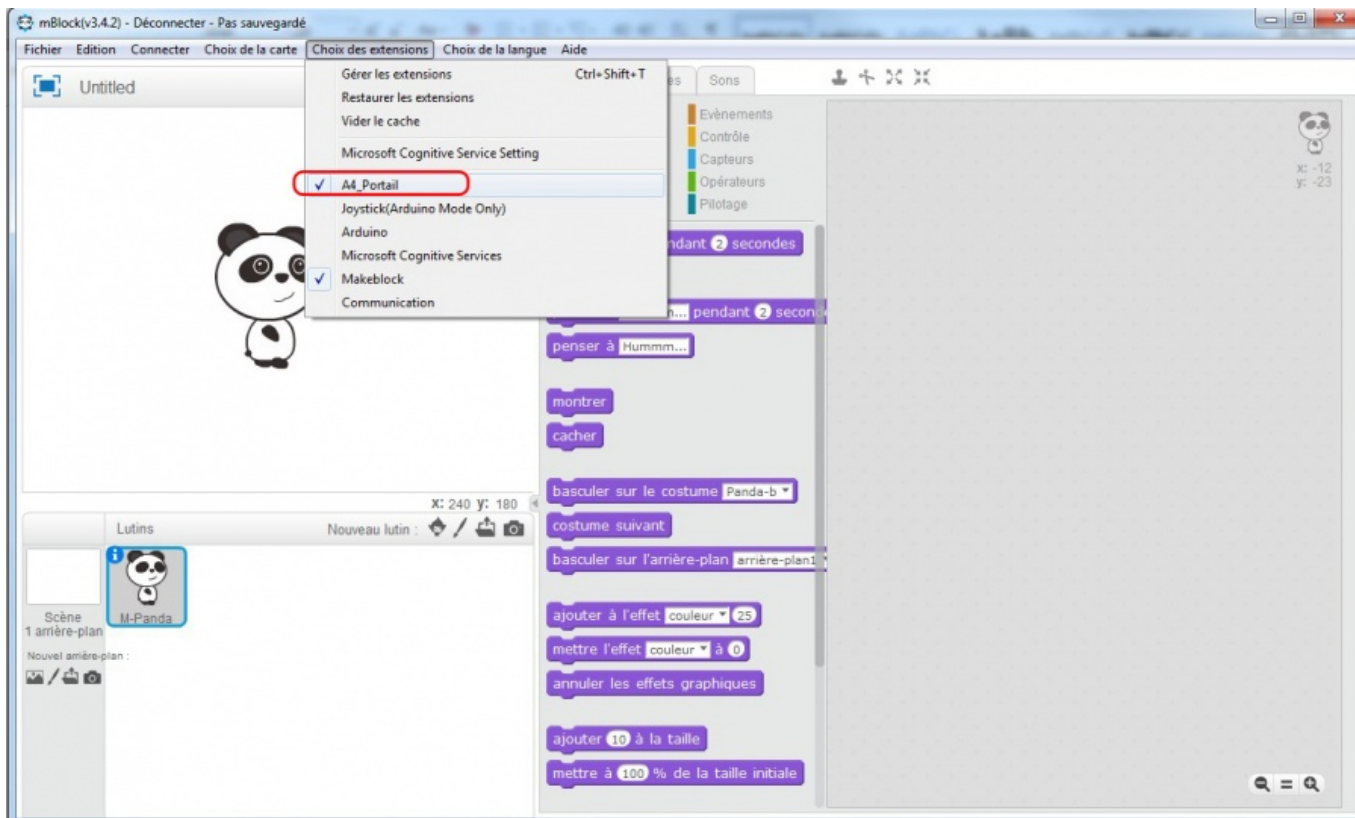 mBlock(v3.4.2) - Déconnecter - Pas sauvegardé
Fichier Edition Connecter Choix de la carte Choix des extensions Choix de la langue Aide
Untitled
Gérer les extensions Ctrl+Shift+T
Restaurer les extensions
Vider le cache
Microsoft Cognitive Service Setting
A4_Portail
Joystick(Arduino Mode Only)
Arduino
Microsoft Cognitive Services
Makeblock
Communication
Sons
Evènements
Contrôle
Capteurs
Opérateurs
Pilotage
2 secondes
pendant 2 secon
penser à Hummm...
montrer
cacher
basculer sur le costume Panda-b
costume suivant
basculer sur l'arrière-plan arrière-plan1
ajouter à l'effet couleur 25
mettre l'effet couleur à 0
annuler les effets graphiques
ajouter 10 à la taille
mettre à 100 % de la taille initiale
x: -12
y: -23
X: 240 y: 180
Lutins Nouveau lutin :
Scène
1 arrière-plan
M-Panda
Nouvel arrière-plan :